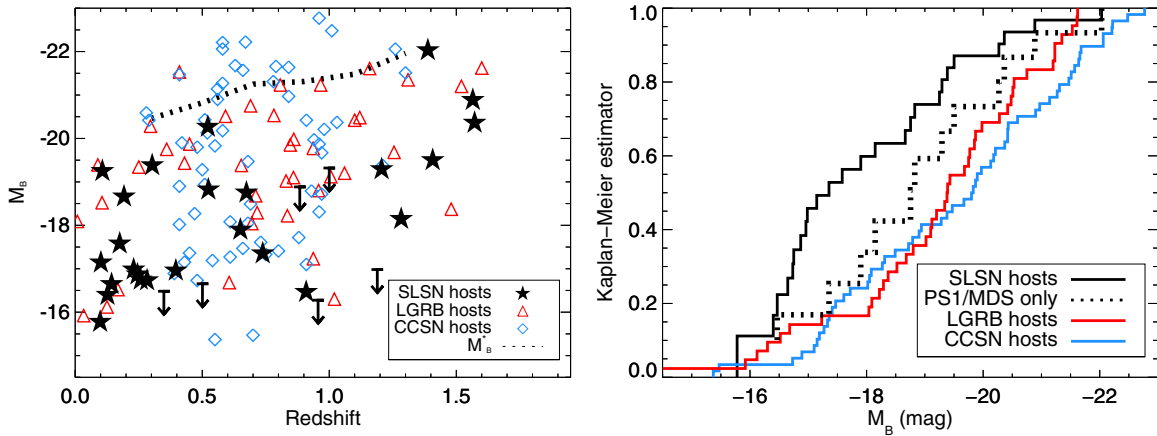 -22
-20
-18
-16
M_B
0.0 0.5 1.0 1.5
Redshift
SLSN hosts
LGRB hosts
CCSN hosts
M*_B
1.0
0.8
0.6
0.4
0.2
0.0
Kaplan−Meier estimator
−16 −18 −20 −22
M_B (mag)
SLSN hosts
PS1/MDS only
LGRB hosts
CCSN hosts